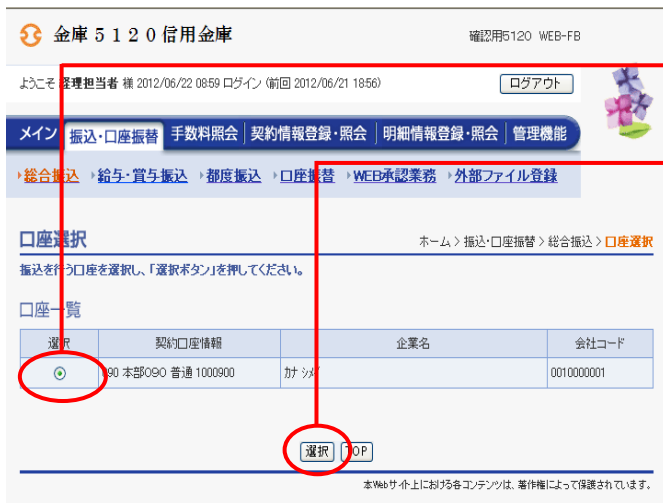 金庫5120信用金庫
確認用5120 WEB-FB
ようこそ 経理担当者 様 2012/06/22 0859 ログイン (前回 2012/06/21 1856)
ログアウト
メイン 振込・口座振替 手数料照会 契約情報登録・照会 明細情報登録・照会 管理機能
総合振込 給与・賞与振込 都度振込 口座振替 WEB承認業務 外部ファイル登録
口座選択
ホーム > 振込・口座振替 > 総合振込 > 口座選択
振込を行う口座を選択し、「選択ボタン」を押してください。
口座一覧
選択 契約口座情報 企業名 会社コード
090 本部090 普通 1000900 0010000001
選択 TOP
本Webサイト上における各コンテンツは、著作権によって保護されています。